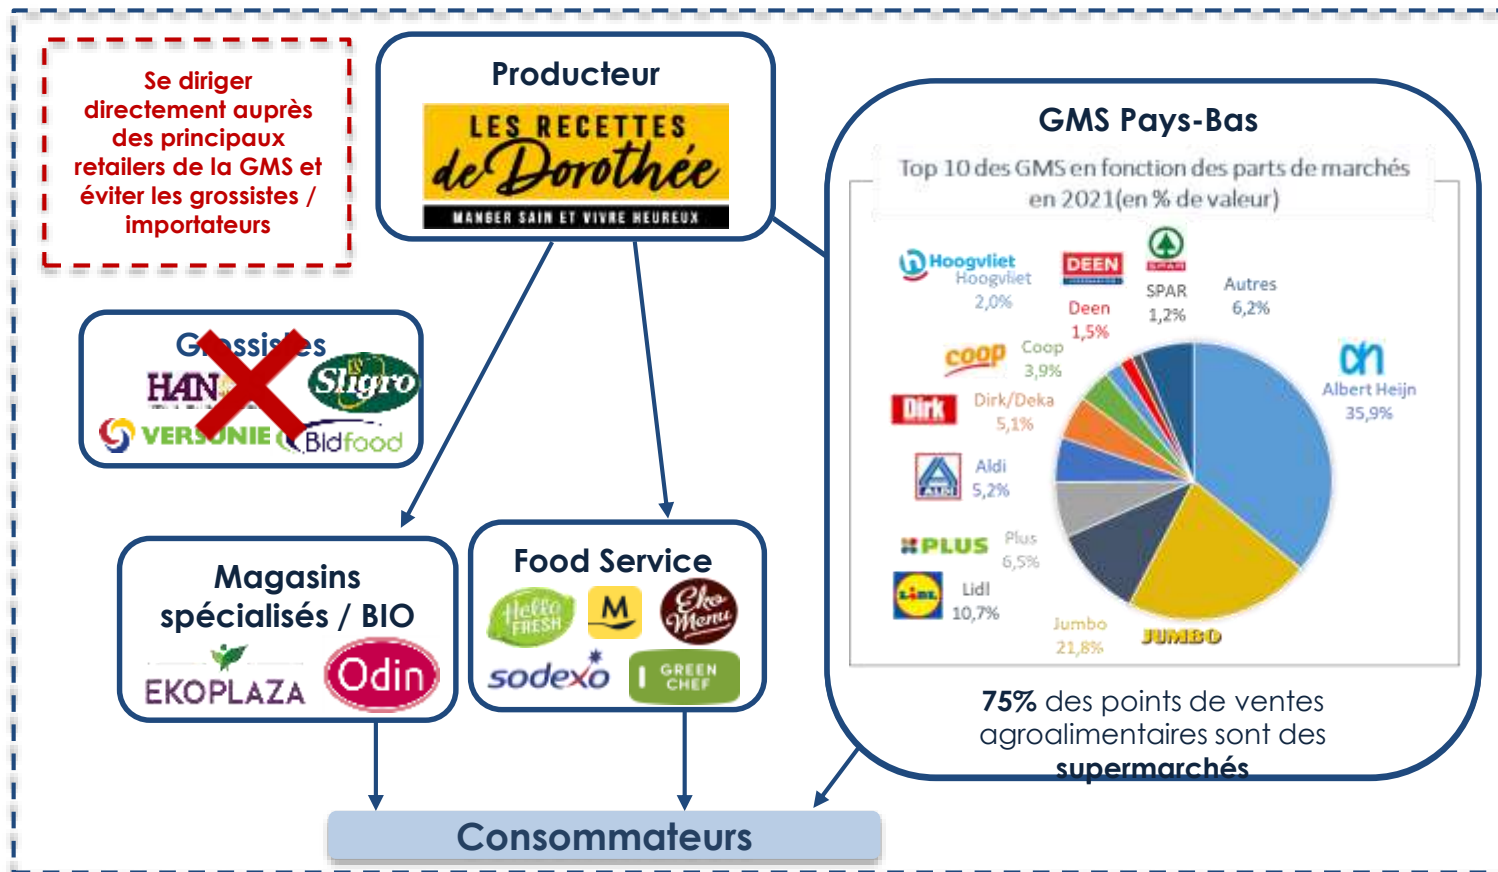 Se diriger
directement auprès
des principaux
retailers de la GMS et
éviter les grossistes /
importateurs
Producteur
LES RECETTES
de Dorothée
MANGER SAIN ET VIVRE HEUREUX
Grossistes
HAN
Sligro
VERSUNIE
Bidfood
Magasins
spécialisés / BIO
EKOPLAZA
Odin
Food Service
Hello
FRESH
M
Eko
Menu
sodexo
GREEN
CHEF
GMS Pays-Bas
Top 10 des GMS en fonction des parts de marchés
en 2021(en % de valeur)
Hoogvliet
Hoogvliet
2,0%
DEEN
Deen
1,5%
SPAR
SPAR
1,2%
Autres
6,2%
coop
Coop
3,9%
Albert Heijn
35,9%
Dirk
Dirk/Deka
5,1%
ALDI
Aldi
5,2%
PLUS
Plus
6,5%
LIDL
Lidl
10,7%
Jumbo
21,8%
JUMBO
75% des points de ventes
agroalimentaires sont des
supermarchés
Consommateurs